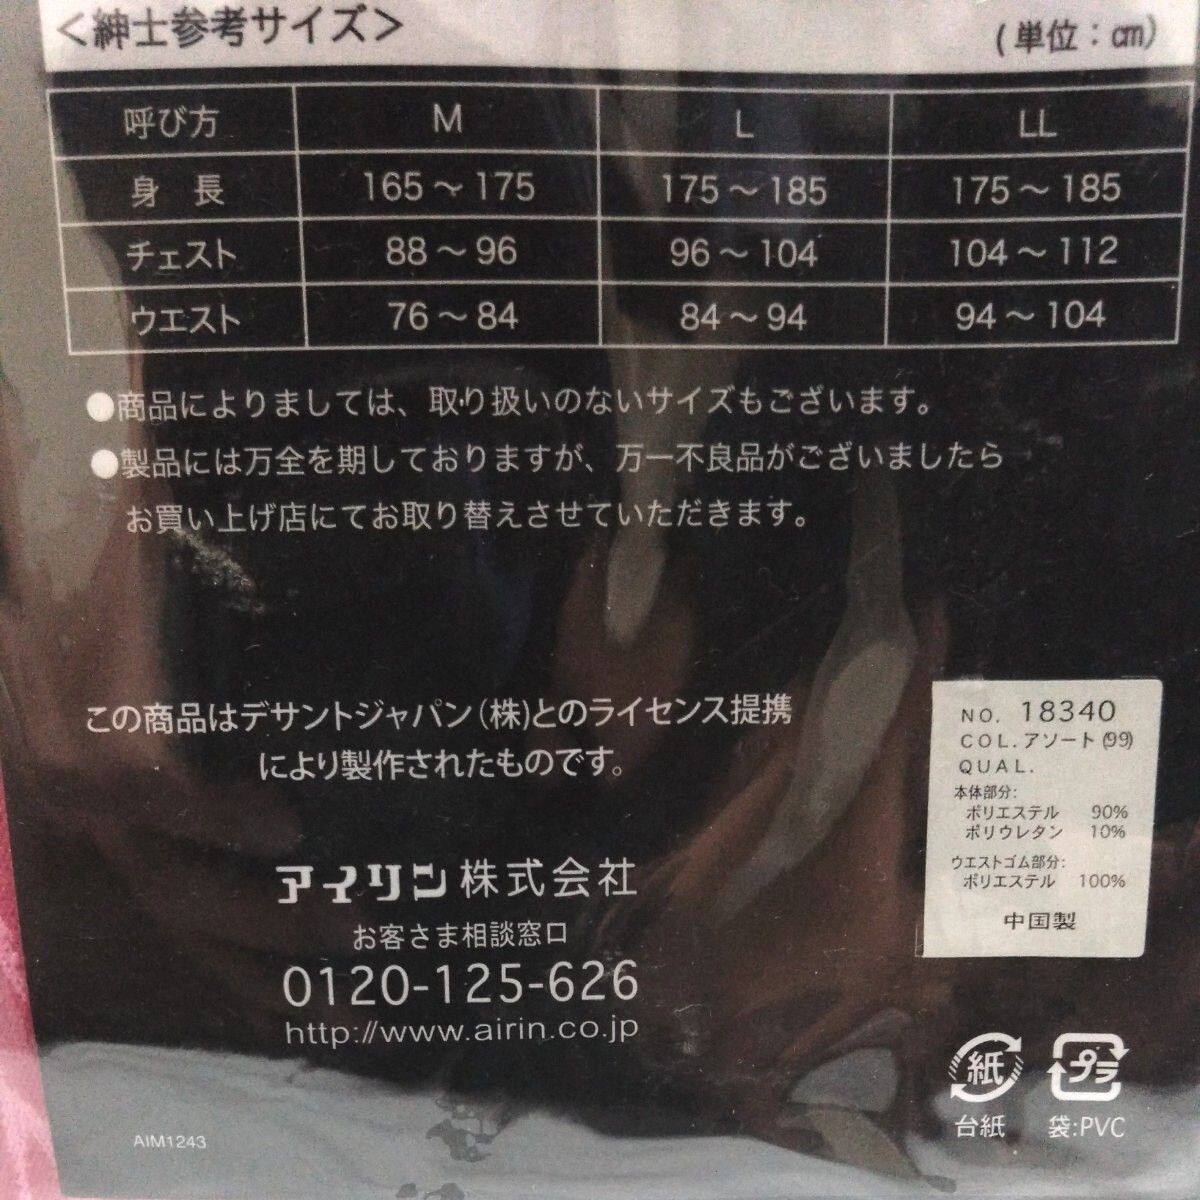 ＜紳士参考サイズ＞ (単位：㎝)
呼び方 M L LL
身　長 165～175 175～185 175～185
チェスト 88～96 96～104 104～112
ウエスト 76～84 84～94 94～104
●商品によりましては、取り扱いのないサイズもございます。
●製品には万全を期しておりますが、万一不良品がございましたら
お買い上げ店にてお取り替えさせていただきます。
この商品はデサントジャパン(株)とのライセンス提携
により製作されたものです。
アイリン株式会社
お客さま相談窓口
0120-125-626
http://www.airin.co.jp
AIM1243
NO. 18340
COL.アソート(99)
QUAL.
本体部分:
ポリエステル 90%
ポリウレタン 10%
ウエストゴム部分:
ポリエステル 100%
中国製
紙 プラ
台紙 袋:PVC